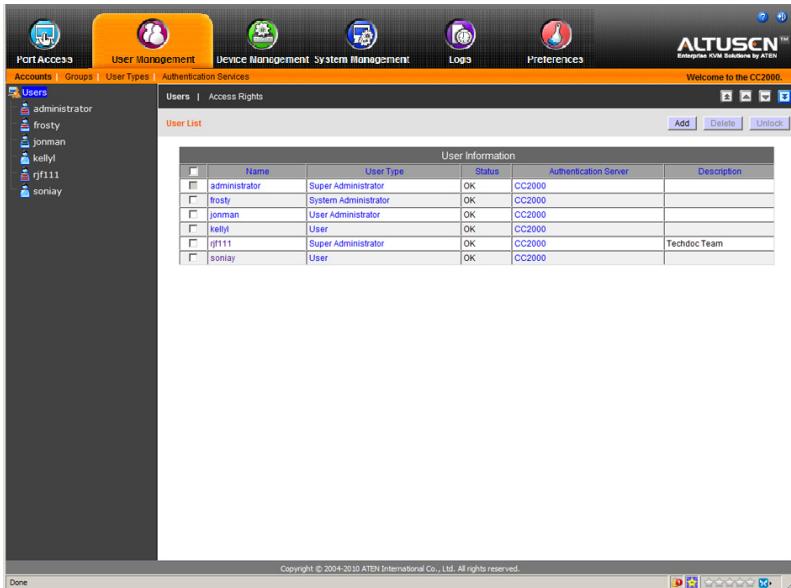 ALTUSEN™
Enterprise KVM Solutions by ATEN
Port Access User Management Device Management System Management Logs Preferences
Accounts | Groups | User Types | Authentication Services Welcome to the CC2000.
Users
administrator
frosty
jonman
kellyl
rjf111
soniay
Users | Access Rights
User List Add Delete Unlock
User Information
Name User Type Status Authentication Server Description
administrator Super Administrator OK CC2000
frosty System Administrator OK CC2000
jonman User Administrator OK CC2000
kellyl User OK CC2000
rjf111 Super Administrator OK CC2000 Techdoc Team
soniay User OK CC2000
Copyright © 2004-2010 ATEN International Co., Ltd. All rights reserved.
Done